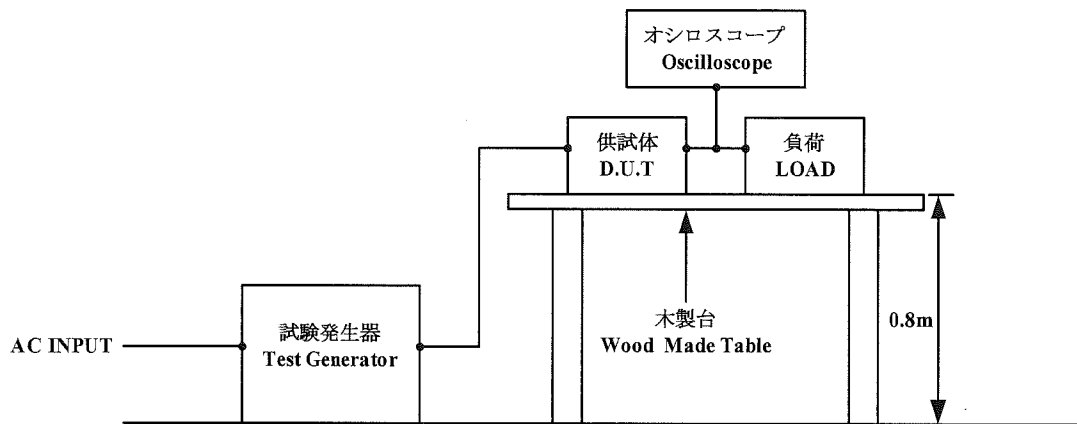 オシロスコープ
Oscilloscope
供試体
D.U.T
負荷
LOAD
試験発生器
Test Generator
AC INPUT
木製台
Wood Made Table
0.8m